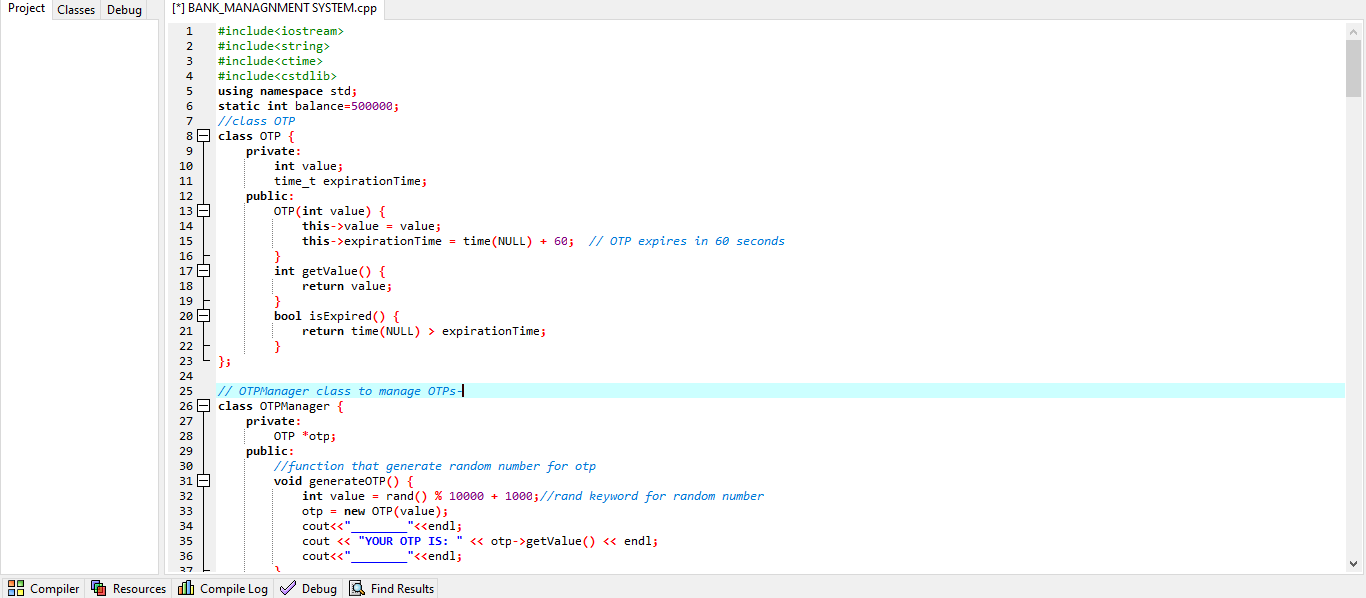 Project Classes Debug
[*] BANK_MANAGNMENT SYSTEM.cpp
1 #include<iostream>
2 #include<string>
3 #include<ctime>
4 #include<cstdlib>
5 using namespace std;
6 static int balance=500000;
7 //class OTP
8 class OTP {
9 private:
10 int value;
11 time_t expirationTime;
12 public:
13 OTP(int value) {
14 this->value = value;
15 this->expirationTime = time(NULL) + 60;  // OTP expires in 60 seconds
16 }
17 int getValue() {
18 return value;
19 }
20 bool isExpired() {
21 return time(NULL) > expirationTime;
22 }
23 };
24
25 // OTPManager class to manage OTPs-
26 class OTPManager {
27 private:
28 OTP *otp;
29 public:
30 //function that generate random number for otp
31 void generateOTP() {
32 int value = rand() % 10000 + 1000;//rand keyword for random number
33 otp = new OTP(value);
34 cout<<"________"<<endl;
35 cout << "YOUR OTP IS: " << otp->getValue() << endl;
36 cout<<"________"<<endl;
37 }
Compiler Resources Compile Log Debug Find Results